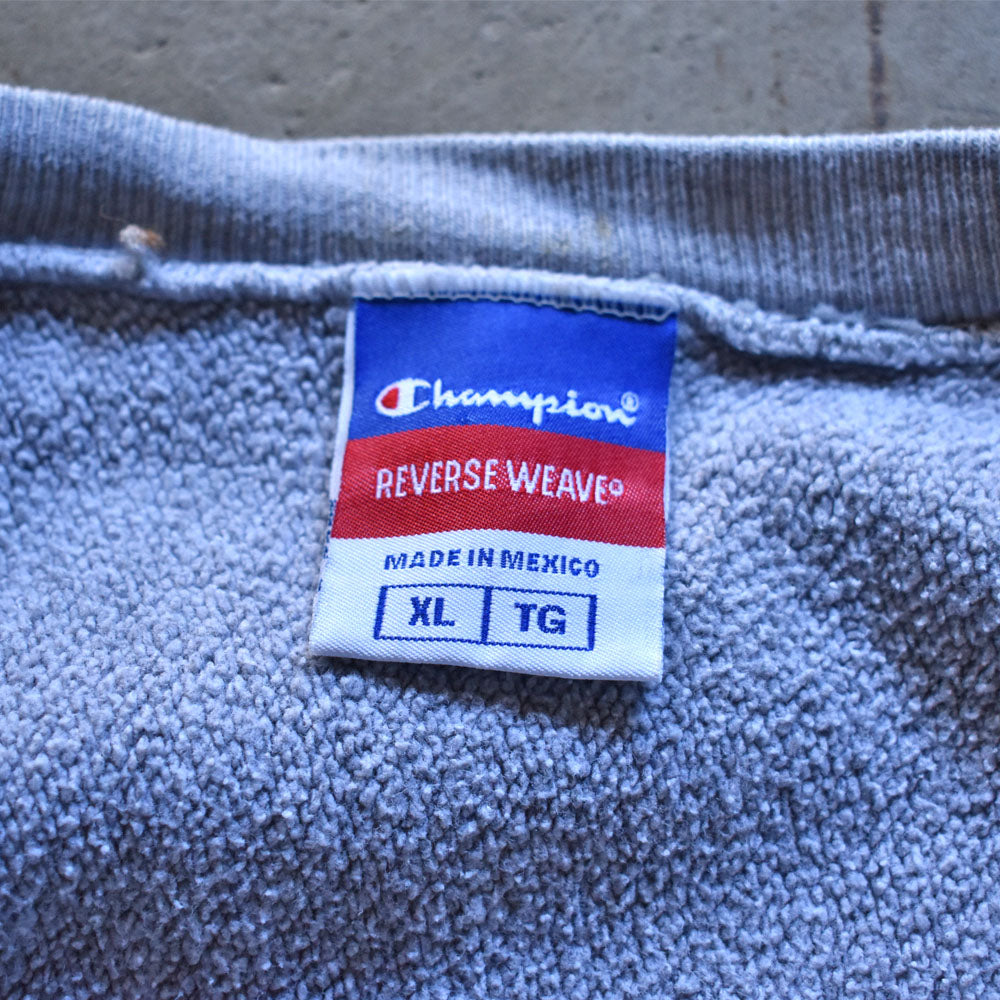 Champion®
REVERSE WEAVE®
MADE IN MEXICO
XL TG